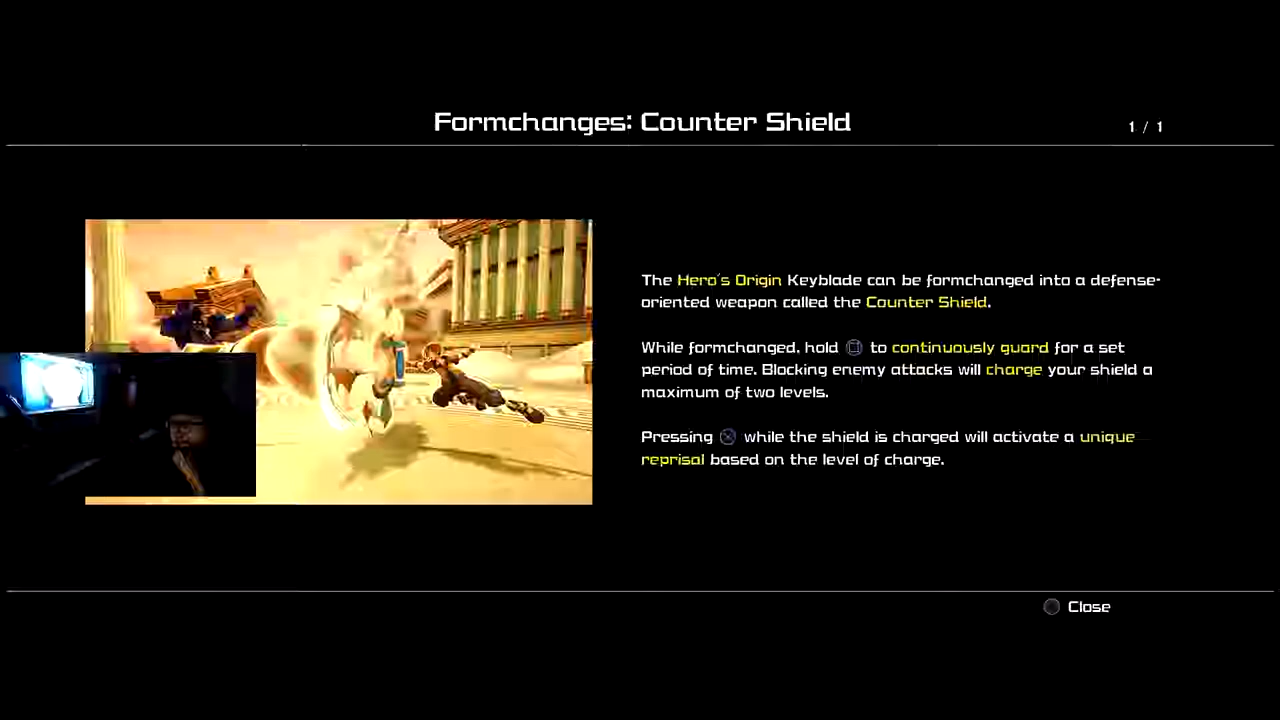 Formchanges: Counter Shield
1 / 1
The Hero's Origin Keyblade can be formchanged into a defense-
oriented weapon called the Counter Shield.
While formchanged, hold to continuously guard for a set
period of time. Blocking enemy attacks will charge your shield a
maximum of two levels.
Pressing while the shield is charged will activate a unique
reprisal based on the level of charge.
Close